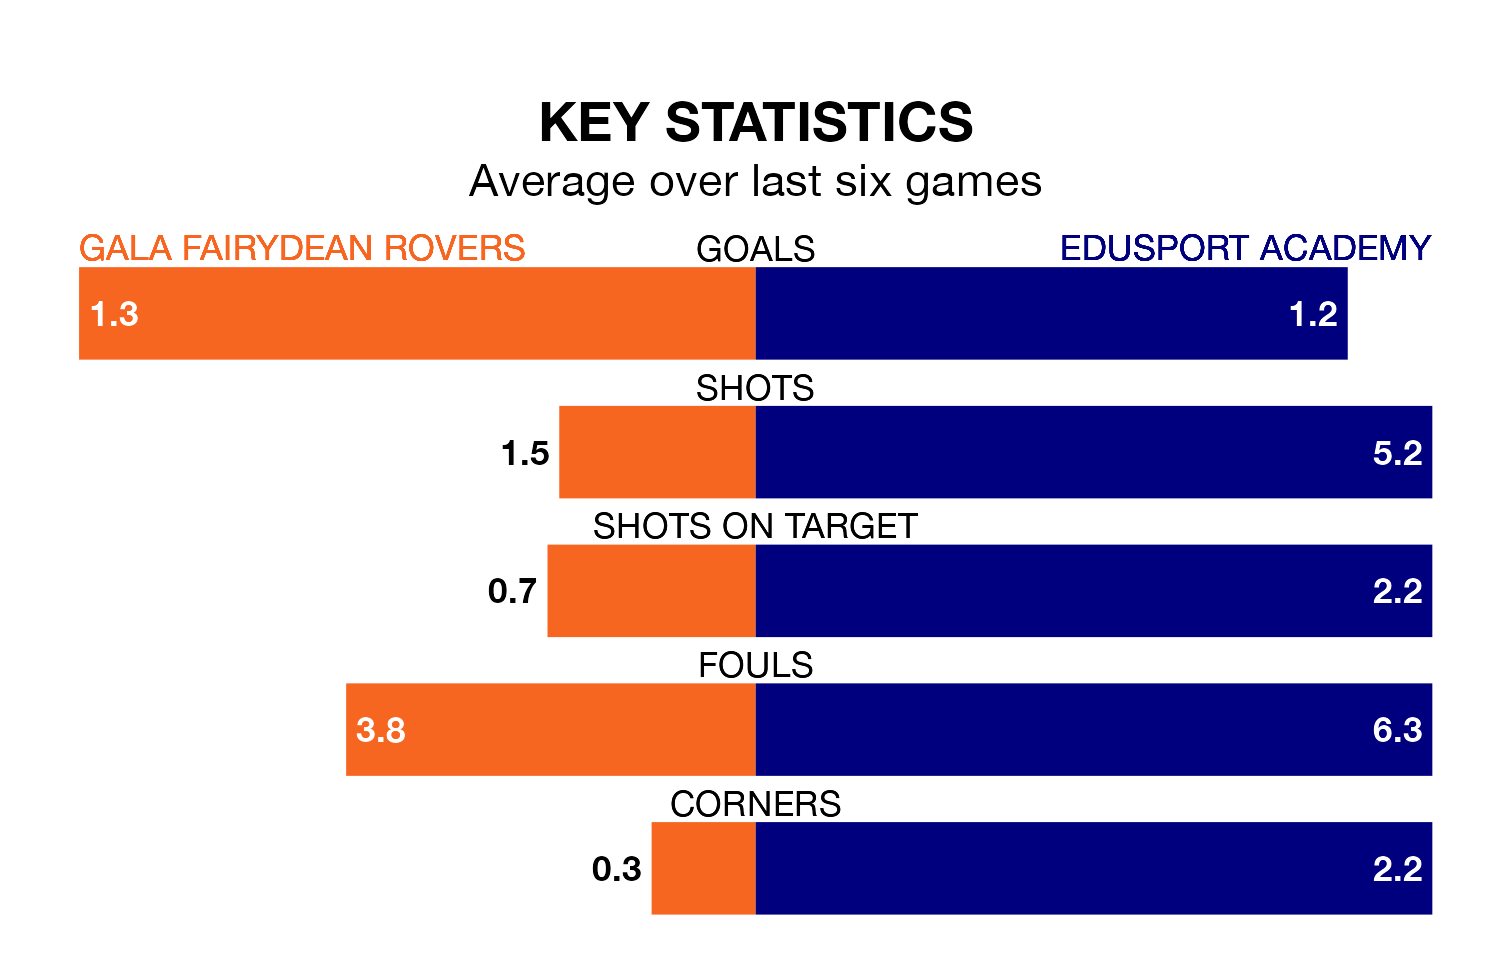 KEY STATISTICS
Average over last six games
GALA FAIRYDEAN ROVERS GOALS EDUSPORT ACADEMY
1.3 1.2
SHOTS
1.5 5.2
SHOTS ON TARGET
0.7 2.2
FOULS
3.8 6.3
CORNERS
0.3 2.2